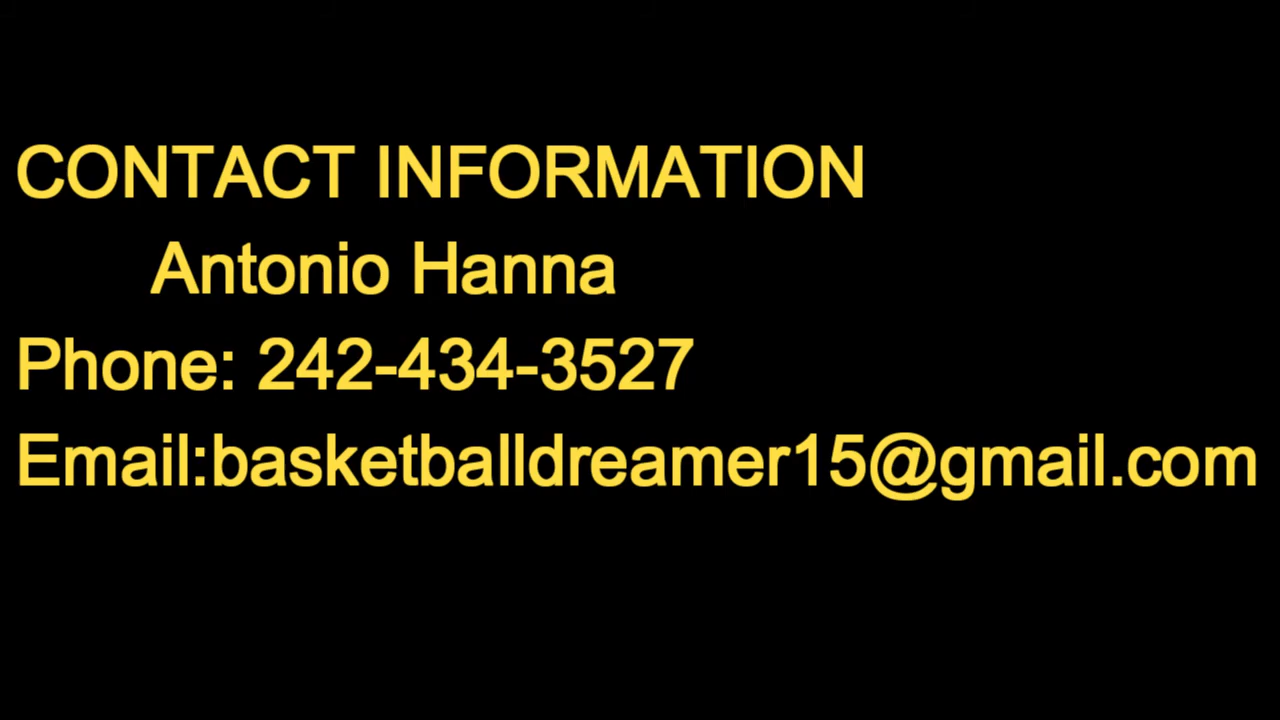 CONTACT INFORMATION
Antonio Hanna
Phone: 242-434-3527
Email:basketballdreamer15@gmail.com